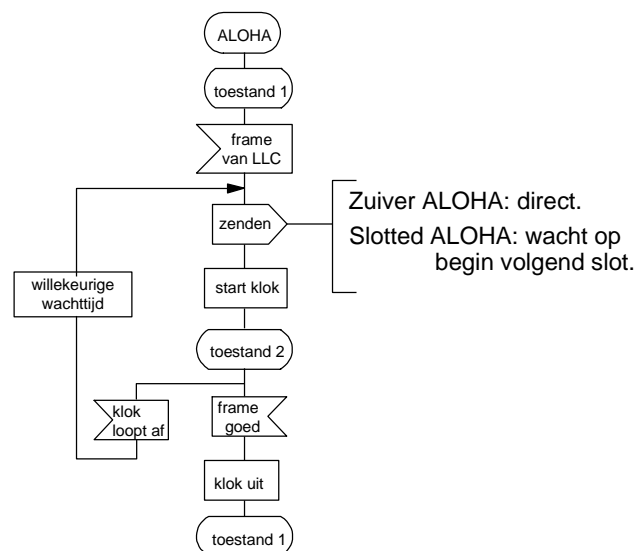 ALOHA
toestand 1
frame
van LLC
zenden
Zuiver ALOHA: direct.
Slotted ALOHA: wacht op
begin volgend slot.
willekeurige
wachttijd
start klok
toestand 2
klok
loopt af
frame
goed
klok uit
toestand 1